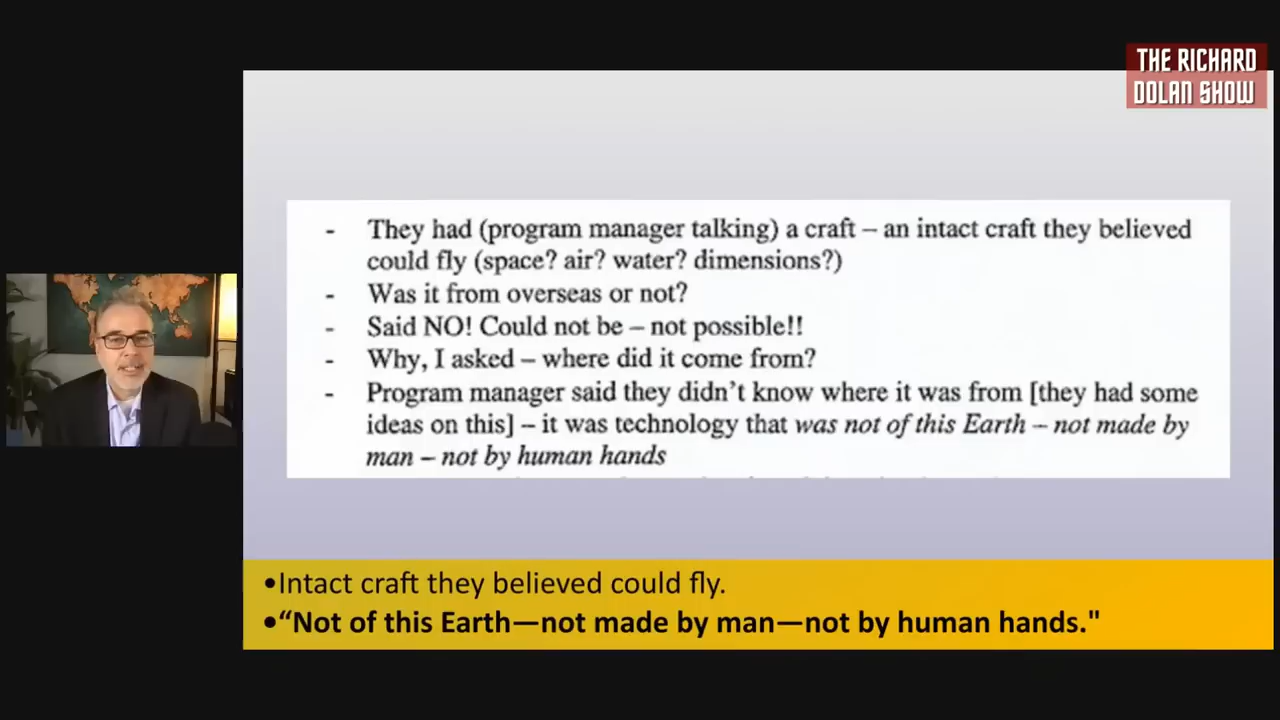 THE RICHARD
DOLAN SHOW
- They had (program manager talking) a craft – an intact craft they believed
could fly (space? air? water? dimensions?)
- Was it from overseas or not?
- Said NO! Could not be – not possible!!
- Why, I asked – where did it come from?
- Program manager said they didn't know where it was from [they had some
ideas on this] – it was technology that was not of this Earth – not made by
man – not by human hands
•Intact craft they believed could fly.
•“Not of this Earth—not made by man—not by human hands."